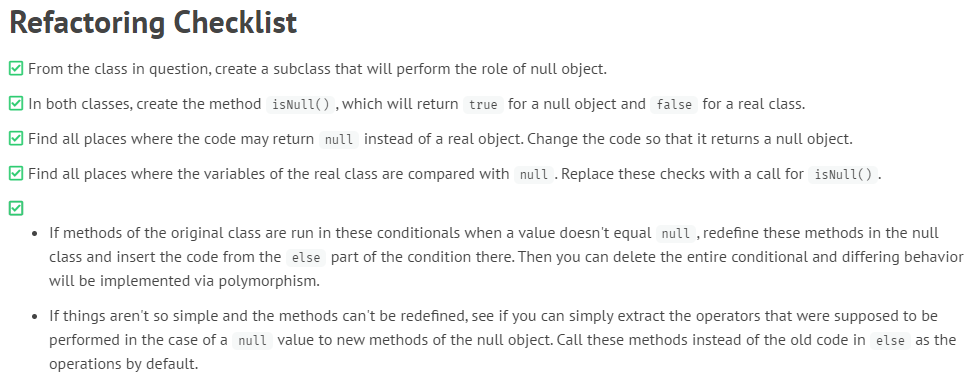 Refactoring Checklist
From the class in question, create a subclass that will perform the role of null object.
In both classes, create the method isNull(), which will return true for a null object and false for a real class.
Find all places where the code may return null instead of a real object. Change the code so that it returns a null object.
Find all places where the variables of the real class are compared with null. Replace these checks with a call for isNull().
• If methods of the original class are run in these conditionals when a value doesn't equal null, redefine these methods in the null
class and insert the code from the else part of the condition there. Then you can delete the entire conditional and differing behavior
will be implemented via polymorphism.
• If things aren't so simple and the methods can't be redefined, see if you can simply extract the operators that were supposed to be
performed in the case of a null value to new methods of the null object. Call these methods instead of the old code in else as the
operations by default.